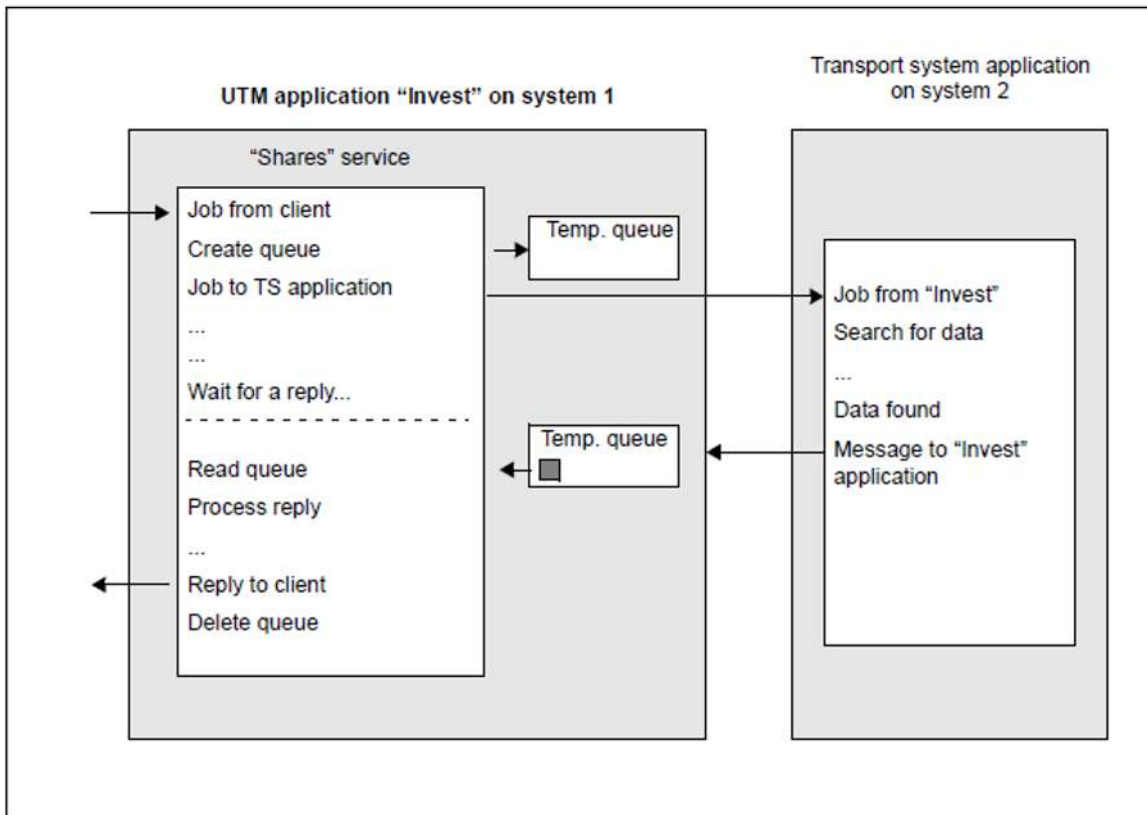 Transport system application
on system 2
UTM application “Invest” on system 1
“Shares” service
Job from client
Create queue
Job to TS application
...
...
Wait for a reply...
Read queue
Process reply
...
Reply to client
Delete queue
Temp. queue
Temp. queue
Job from “Invest”
Search for data
...
Data found
Message to “Invest”
application